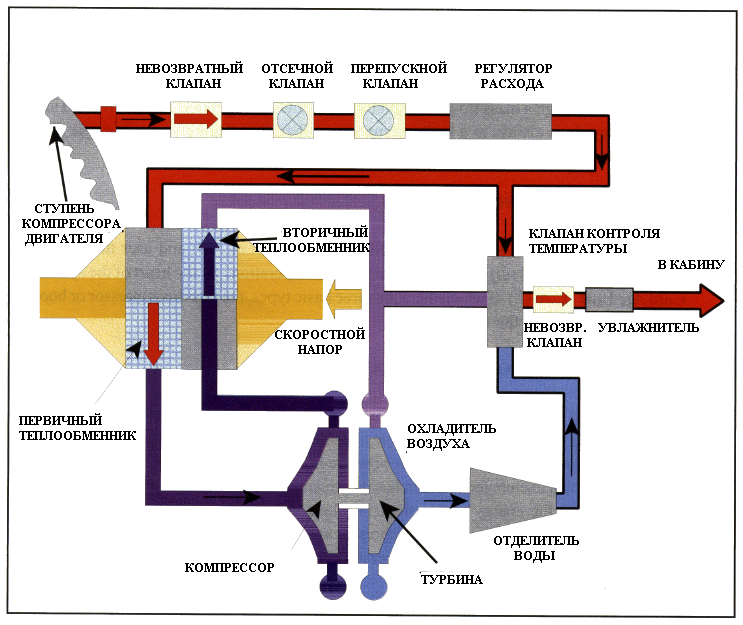 НЕВОЗВРАТНЫЙ
КЛАПАН
ОТСЕЧНОЙ
КЛАПАН
ПЕРЕПУСКНОЙ
КЛАПАН
РЕГУЛЯТОР
РАСХОДА
СТУПЕНЬ
КОМПРЕССОРА
ДВИГАТЕЛЯ
ВТОРИЧНЫЙ
ТЕПЛООБМЕННИК
КЛАПАН КОНТРОЛЯ
ТЕМПЕРАТУРЫ
В КАБИНУ
СКОРОСТНОЙ
НАПОР
НЕВОЗВР.
КЛАПАН
УВЛАЖНИТЕЛЬ
ПЕРВИЧНЫЙ
ТЕПЛООБМЕННИК
ОХЛАДИТЕЛЬ
ВОЗДУХА
ОТДЕЛИТЕЛЬ
ВОДЫ
КОМПРЕССОР
ТУРБИНА